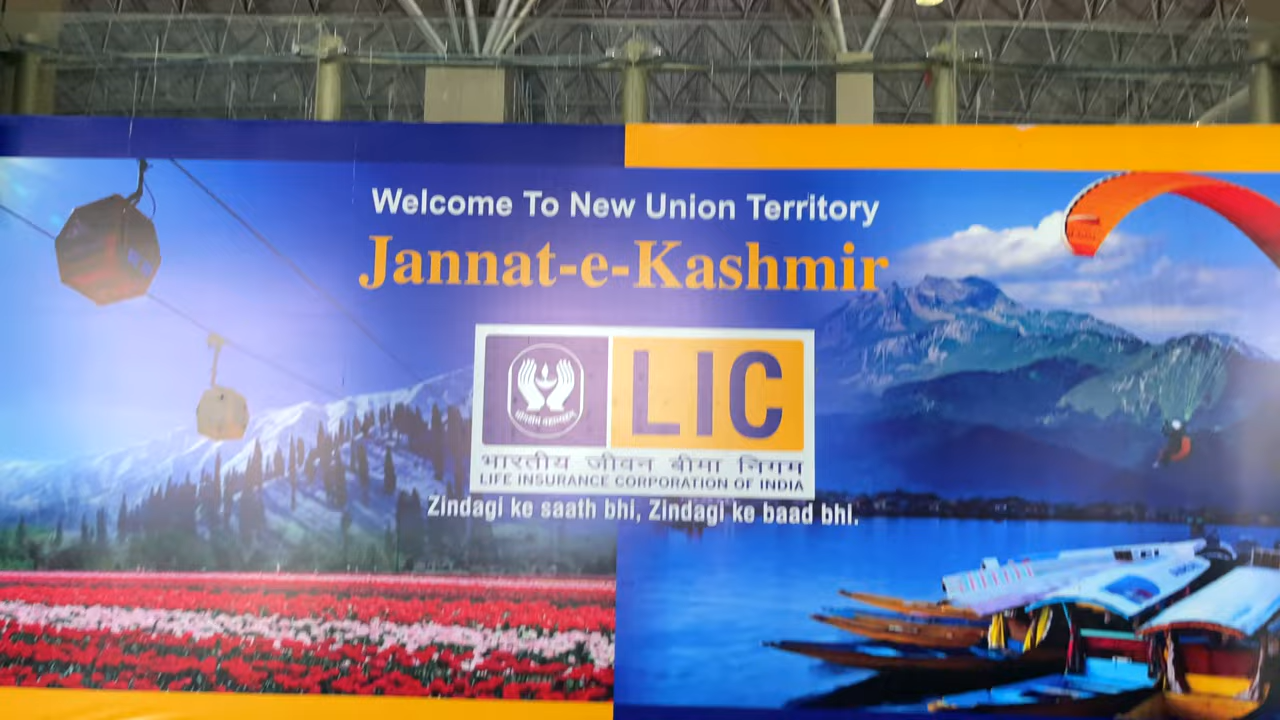 Welcome To New Union Territory
Jannat-e-Kashmir
LIC
भारतीय जीवन बीमा निगम
LIFE INSURANCE CORPORATION OF INDIA
Zindagi ke saath bhi, Zindagi ke baad bhi.